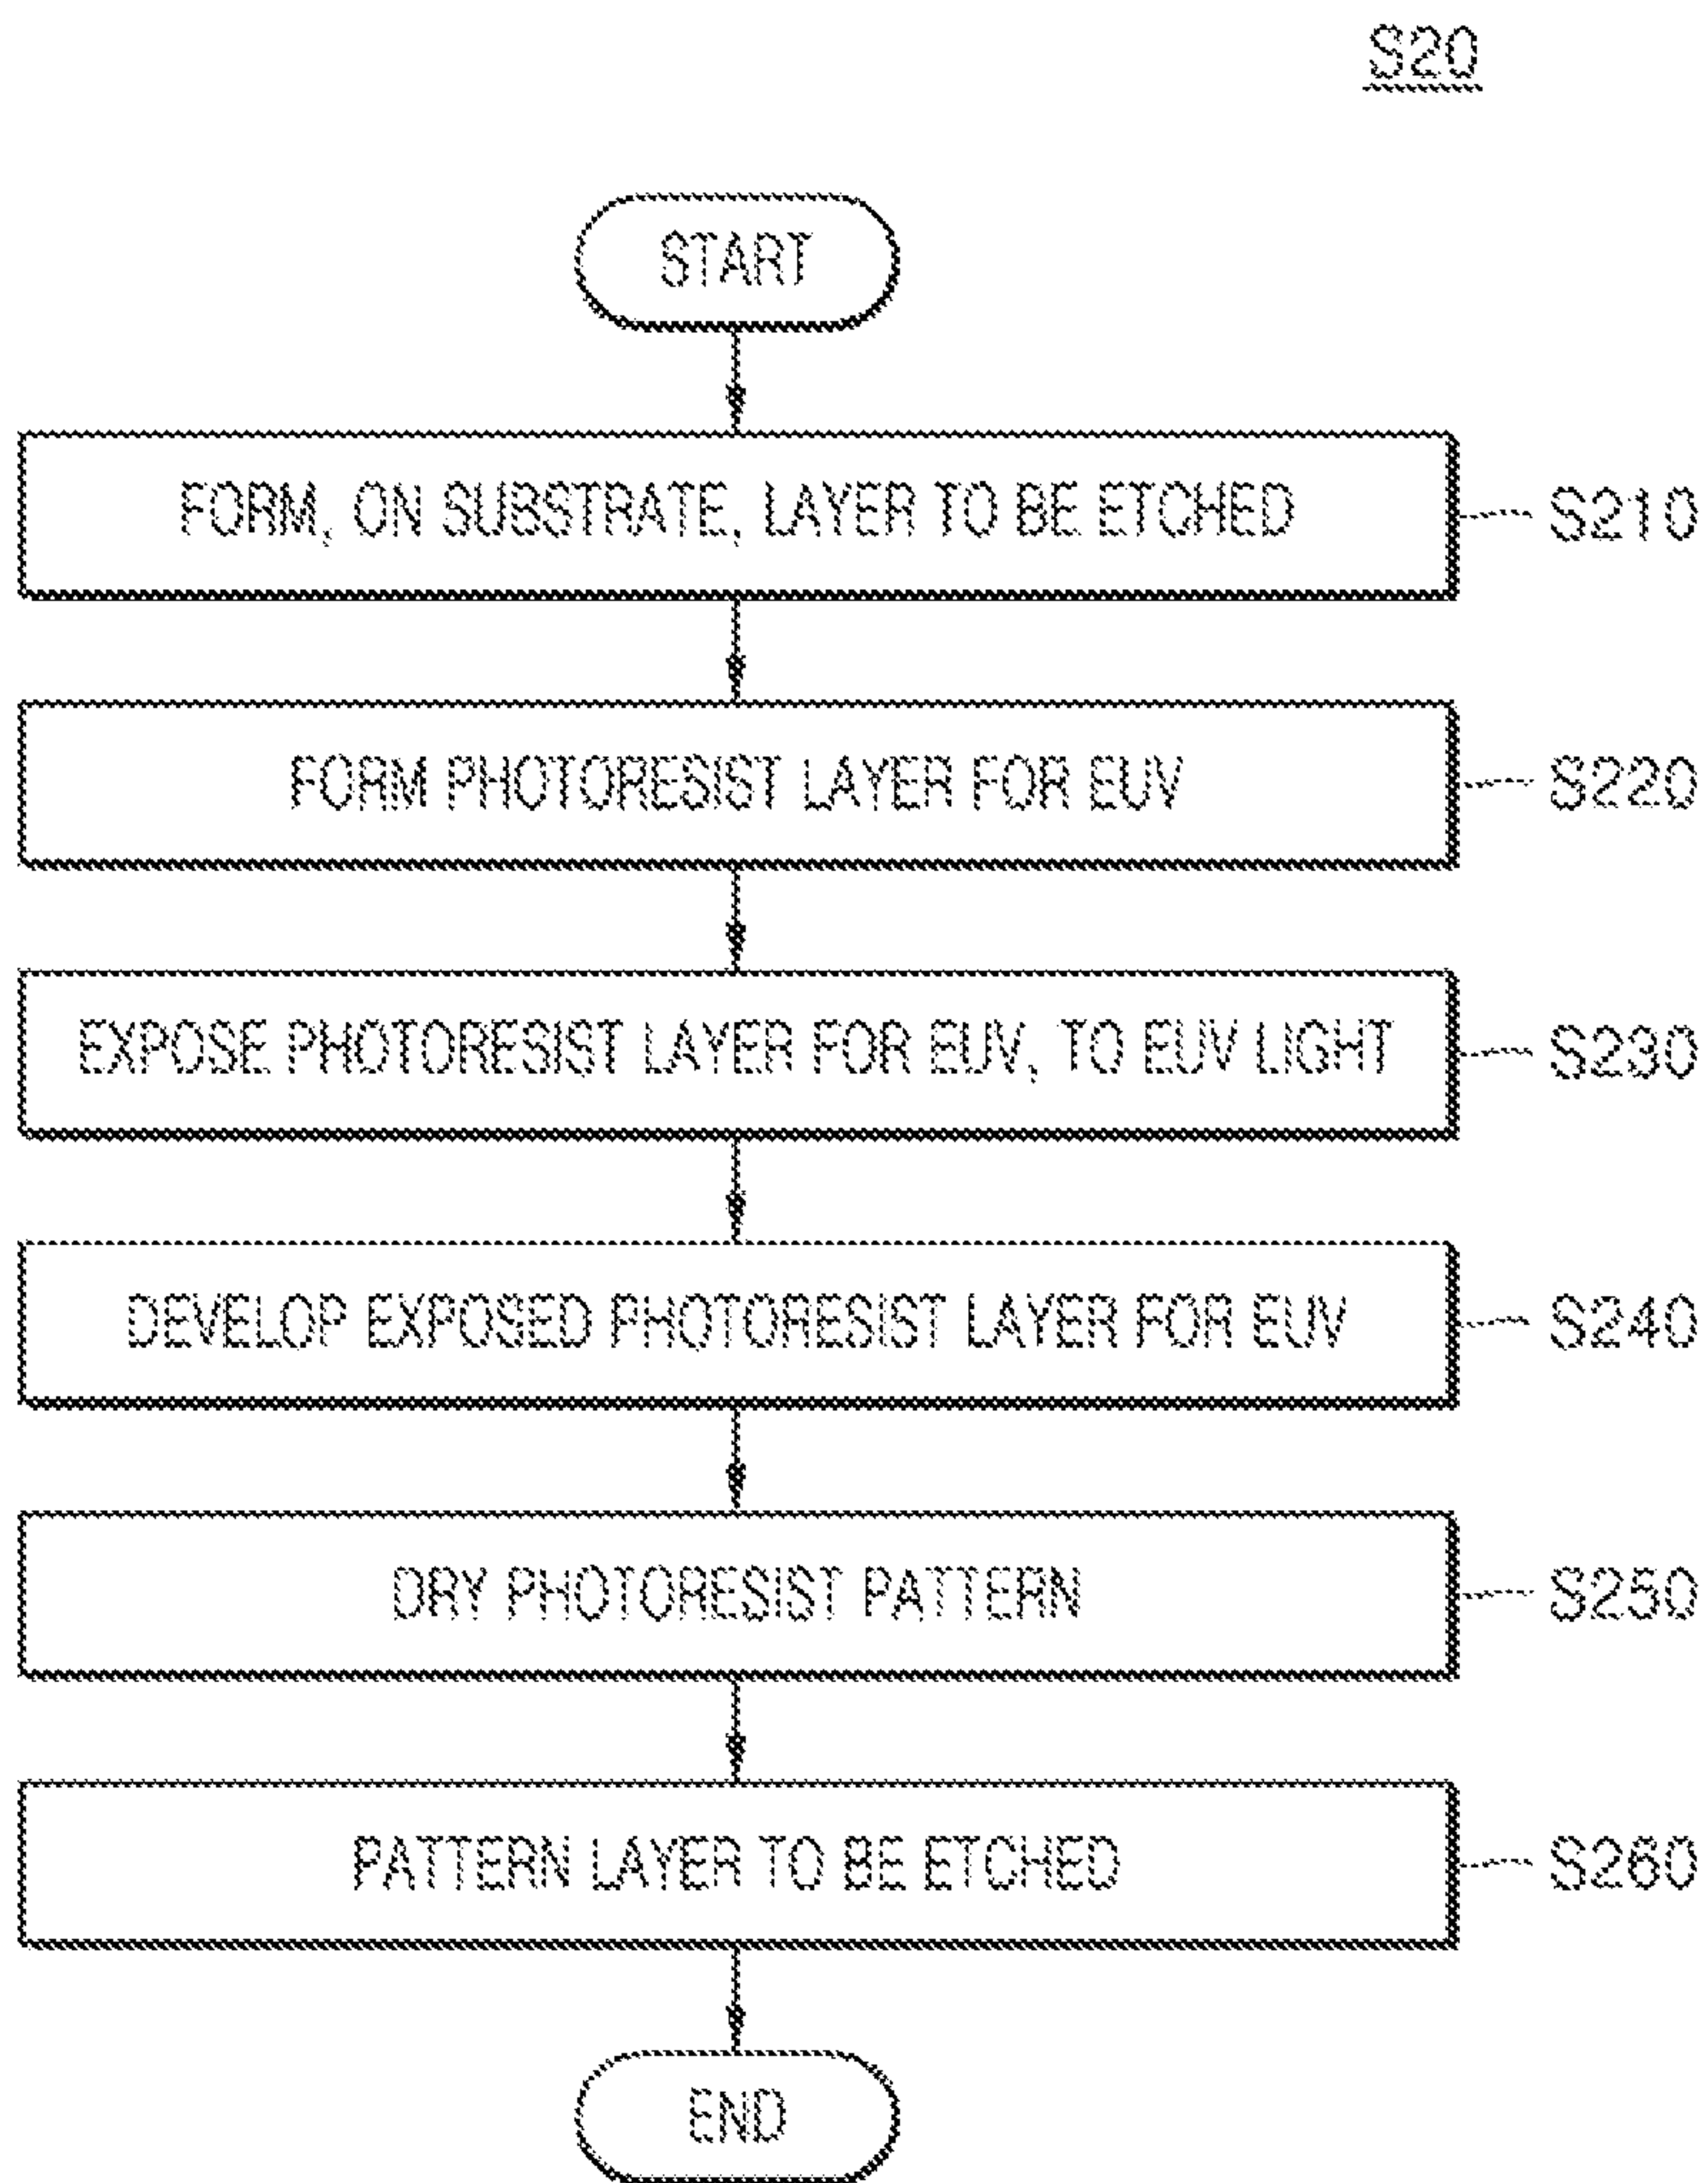 S20
START
FORM, ON SUBSTRATE, LAYER TO BE ETCHED
S210
FORM PHOTORESIST LAYER FOR EUV
S220
EXPOSE PHOTORESIST LAYER FOR EUV, TO EUV LIGHT
S230
DEVELOP EXPOSED PHOTORESIST LAYER FOR EUV
S240
DRY PHOTORESIST PATTERN
S250
PATTERN LAYER TO BE ETCHED
S260
END